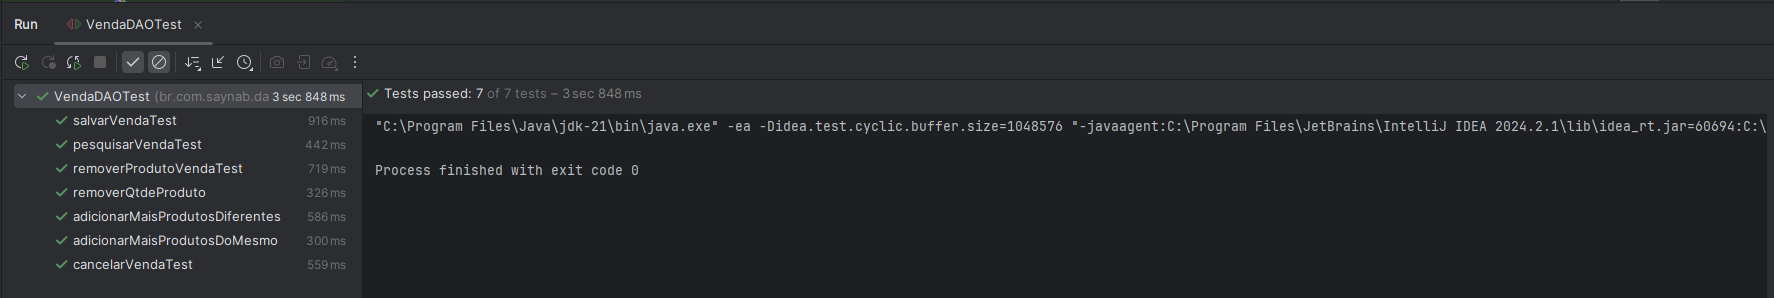 Run VendaDAOTest
VendaDAOTest (br.com.saynab.da 3 sec 848 ms
salvarVendaTest 916 ms
pesquisarVendaTest 442 ms
removerProdutoVendaTest 719 ms
removerQtdeProduto 326 ms
adicionarMaisProdutosDiferentes 586 ms
adicionarMaisProdutosDoMesmo 300 ms
cancelarVendaTest 559 ms
Tests passed: 7 of 7 tests – 3 sec 848 ms
"C:\Program Files\Java\jdk-21\bin\java.exe" -ea -Didea.test.cyclic.buffer.size=1048576 "-javaagent:C:\Program Files\JetBrains\IntelliJ IDEA 2024.2.1\lib\idea_rt.jar=60694:C:\
Process finished with exit code 0